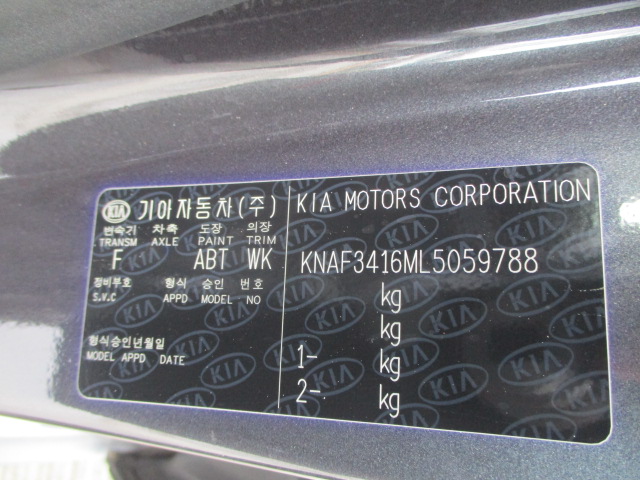 KIA 기아자동차(주)
변속기 차축 도장 의장
TRANSM AXLE PAINT TRIM
F ABT WK
정비부호 형식 승인 번호
S.V.C APPD MODEL NO
형식승인년월일
MODEL APPD DATE
KIA MOTORS CORPORATION
KNAF3416ML5059788
kg
kg
1- kg
2- kg